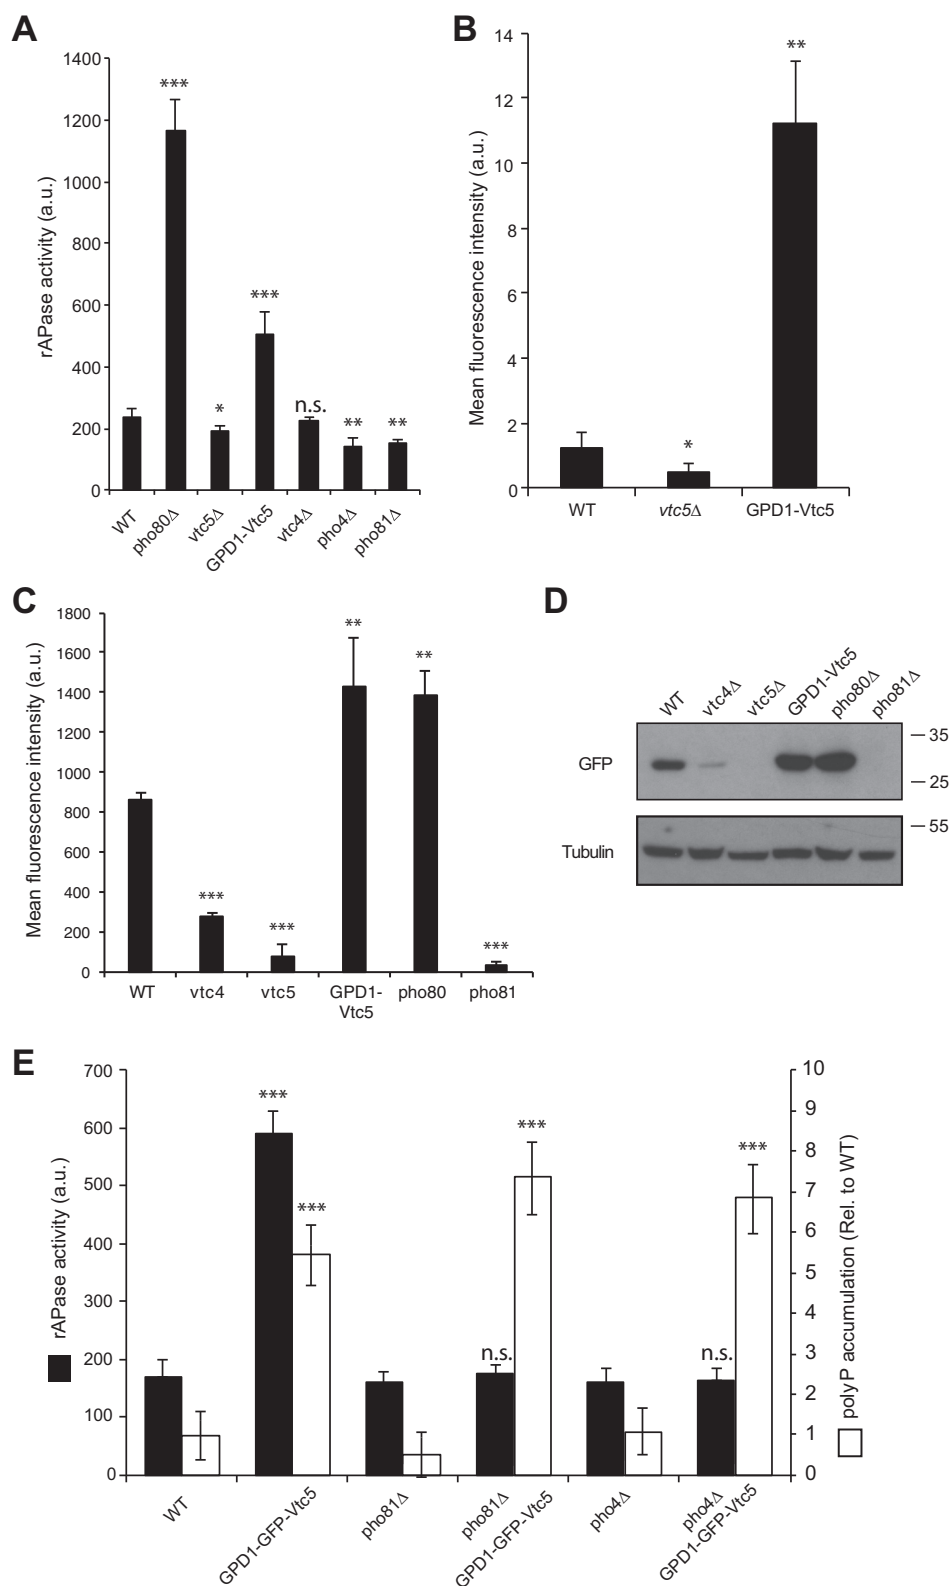 A
1400
1200
1000
800
600
400
200
0
rAPase activity (a.u.)
***
*
***
n.s.
**
**
WT
pho80Δ
vtc5Δ
GPD1-Vtc5
vtc4Δ
pho4Δ
pho81Δ
B
14
12
10
8
6
4
2
0
Mean fluorescence intensity (a.u.)
*
**
WT
vtc5Δ
GPD1-Vtc5
C
1800
1600
1400
1200
1000
800
600
400
200
0
Mean fluorescence intensity (a.u.)
***
***
**
**
***
WT
vtc4
vtc5
GPD1-
Vtc5
pho80
pho81
D
WT
vtc4Δ
vtc5Δ
GPD1-Vtc5
pho80Δ
pho81Δ
GFP
35
25
55
Tubulin
E
700
600
500
400
300
200
100
0
rAPase activity (a.u.)
***
***
n.s.
***
n.s.
***
10
9
8
7
6
5
4
3
2
1
0
polyP accumulation (Rel. to WT)
WT
GPD1-GFP-Vtc5
pho81Δ
pho81Δ
GPD1-GFP-Vtc5
pho4Δ
pho4Δ
GPD1-GFP-Vtc5